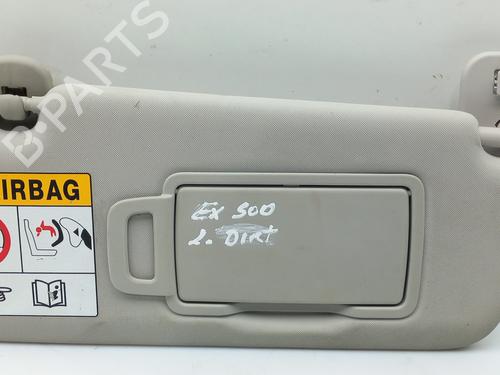 B-PARTS
IRBAG
EX 500
L. DIRT